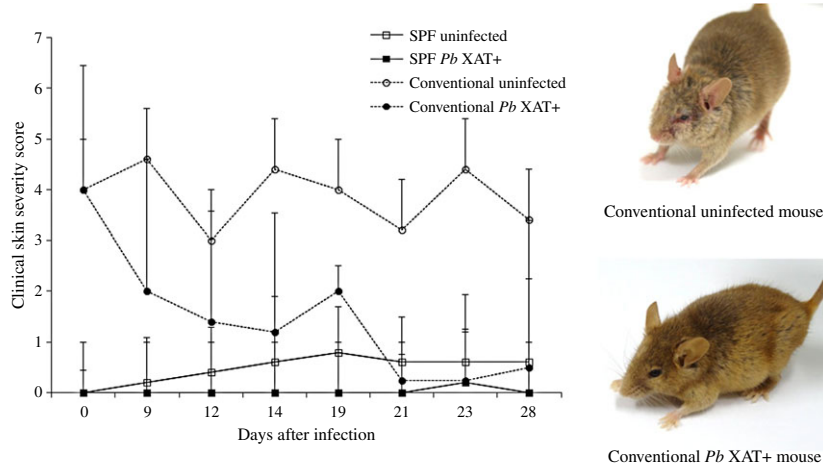 7
6
5
4
3
2
1
0
Clinical skin severity score
0 9 12 14 19 21 23 28
Days after infection
SPF uninfected
SPF Pb XAT+
Conventional uninfected
Conventional Pb XAT+
Conventional uninfected mouse
Conventional Pb XAT+ mouse